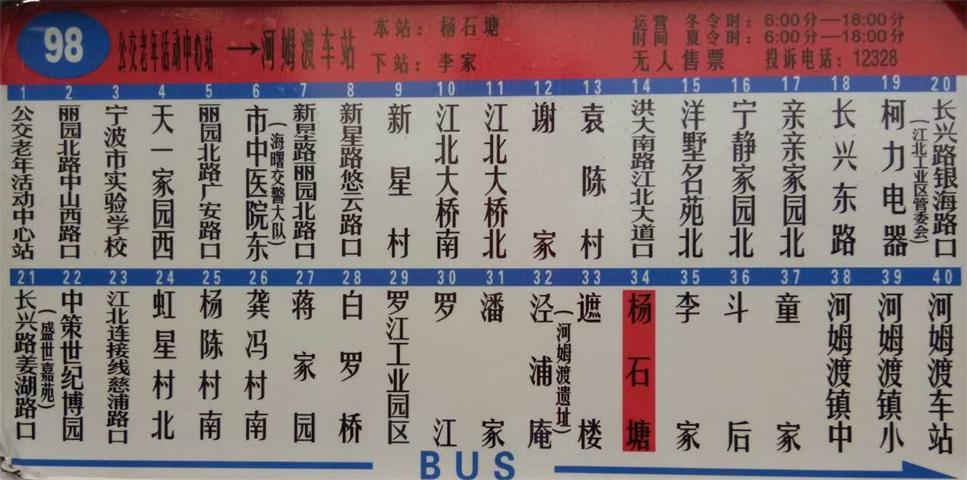 98
公交老年活动中心站→河姆渡车站
本站：杨石塘
下站：李家
运营时间 冬令时：6:00分—18:00分
夏令时：6:00分—18:00分
无人售票 投诉电话：12328
1 公交老年活动中心站
2 丽园北路中山西路口
3 宁波市实验学校
4 天一家园西
5 丽园北路广安路口
6 市中医院东（海曙交警大队）
7 新星路丽园北路口
8 新星路悠云路口
9 新星村
10 江北大桥南
11 江北大桥北
12 谢家
13 袁陈村
14 洪大南路江北大道口
15 洋墅名苑北
16 宁静家园北
17 亲亲家园北
18 长兴东路
19 柯力电器（江北工业区管委会）
20 长兴路银海路口
21 长兴路姜湖路口（盛世嘉苑）
22 中策世纪博园
23 江北连接线慈浦路口
24 虹星村北
25 杨陈村南
26 龚冯村南
27 蒋家园
28 白罗桥
29 罗江工业园区
30 罗江
31 潘家
32 泾浦庵（河姆渡遗址）
33 遮楼
34 杨石塘
35 李家
36 斗后
37 童家
38 河姆渡镇中
39 河姆渡镇小
40 河姆渡车站
BUS